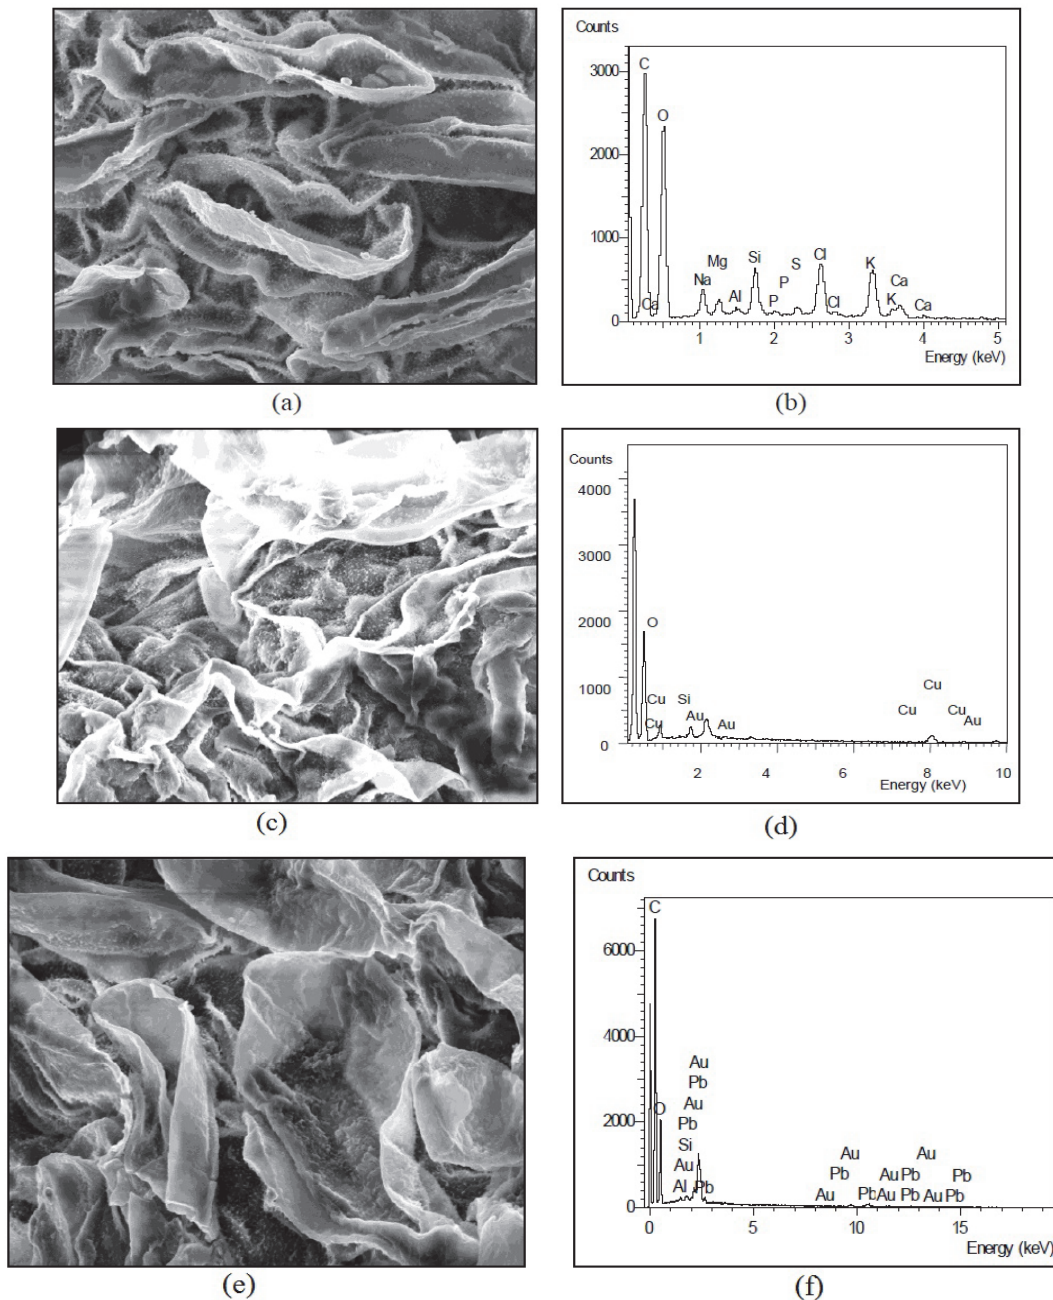 Counts
3000
C
O
2000
1000
Mg
Si
S
Cl
K
Na
P
Ca
Al
Ca
P
Cl
K
Ca
0
1
2
3
4
5
Energy (keV)
(a)
(b)
Counts
4000
3000
2000
O
1000
Cu
Si
Cu
Au
Cu
Cu
Cu
Au
Au
0
2
4
6
8
10
Energy (keV)
(c)
(d)
Counts
C
6000
4000
Au
Pb
2000
O
Au
Pb
Si
Au
Au
Au
Pb
Pb
Au
Pb
Pb
Al
Pb
Pb
Au
Pb
Au
Au
Pb
0
0
5
10
15
Energy (keV)
(e)
(f)